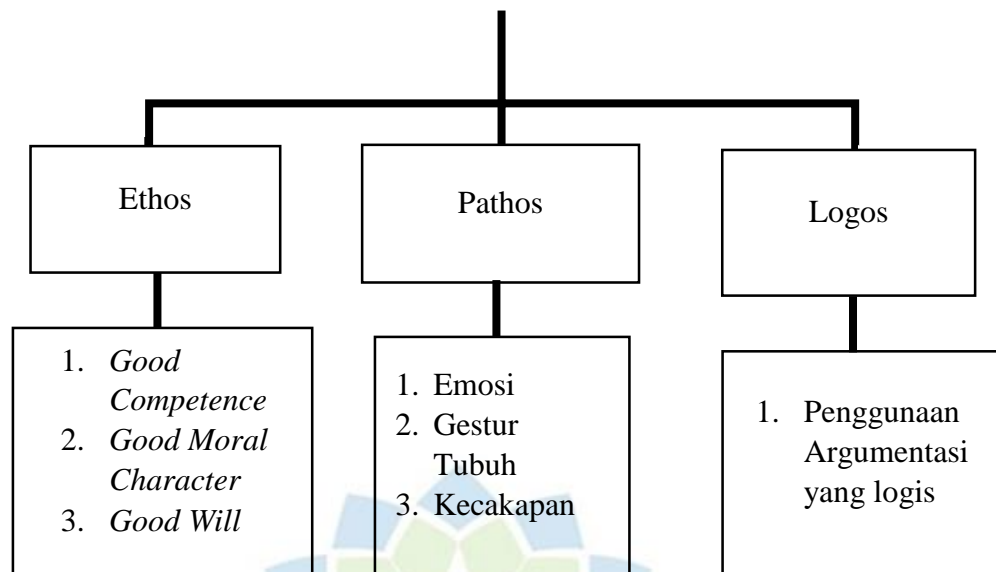 Ethos
Pathos
Logos
1. Good
Competence
2. Good Moral
Character
3. Good Will
1. Emosi
2. Gestur
Tubuh
3. Kecakapan
1. Penggunaan
Argumentasi
yang logis